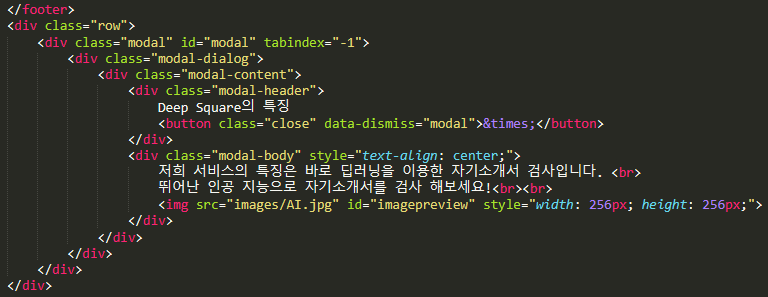 </footer>
<div class="row">
<div class="modal" id="modal" tabindex="-1">
<div class="modal-dialog">
<div class="modal-content">
<div class="modal-header">
Deep Square의 특징
<button class="close" data-dismiss="modal">&times;</button>
</div>
<div class="modal-body" style="text-align: center;">
저희 서비스의 특징은 바로 딥러닝을 이용한 자기소개서 검사입니다. <br>
뛰어난 인공 지능으로 자기소개서를 검사 해보세요!<br><br>
<img src="images/AI.jpg" id="imagepreview" style="width: 256px; height: 256px;">
</div>
</div>
</div>
</div>
</div>